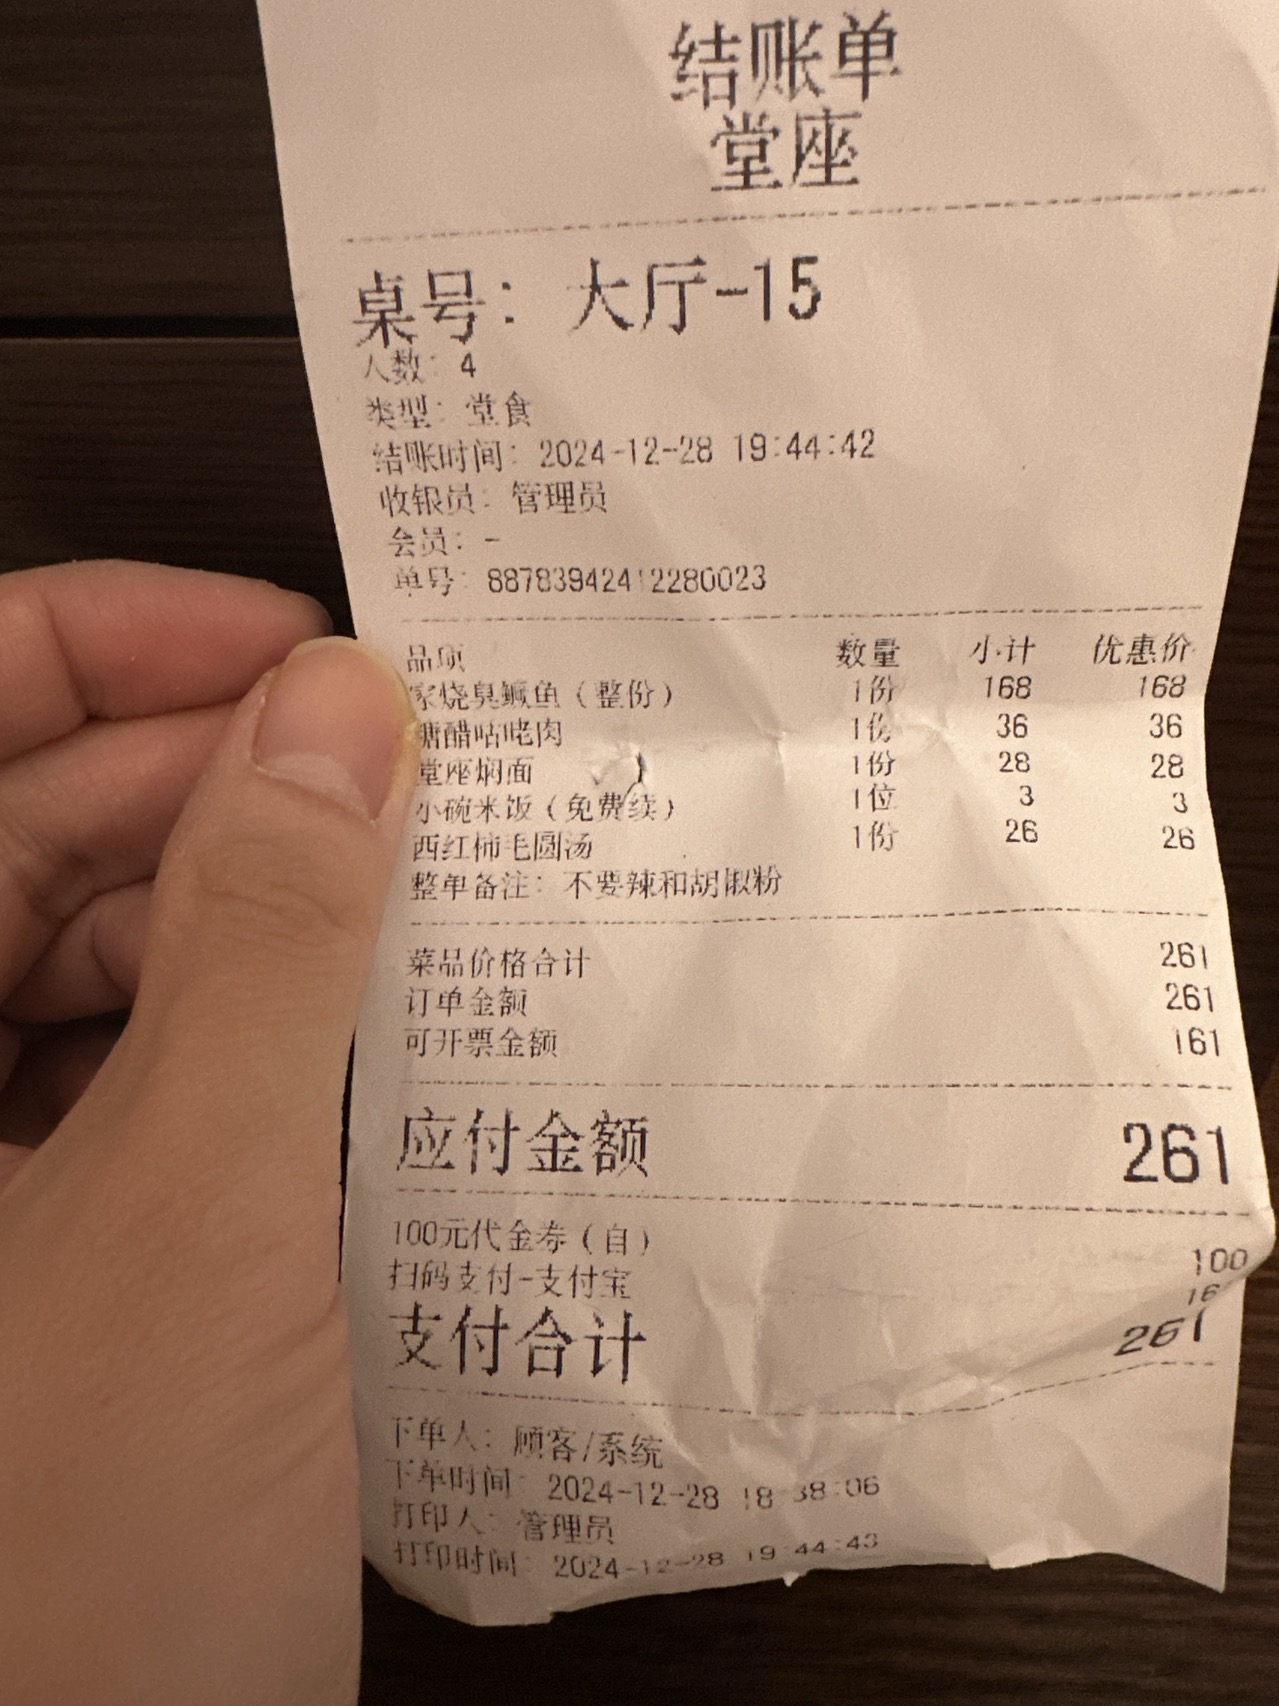 结账单
堂座
桌号：大厅-15
人数：4
类型：堂食
结账时间：2024-12-28 19:44:42
收银员：管理员
会员：-
单号：88783942412280023
品项 数量 小计 优惠价
家烧臭鳜鱼（整份） 1份 168 168
糖醋咕咾肉 1份 36 36
堂座焖面 1份 28 28
小碗米饭（免费续） 1位 3 3
西红柿毛圆汤 1份 26 26
整单备注：不要辣和胡椒粉
菜品价格合计 261
订单金额 261
可开票金额 161
应付金额 261
100元代金券（自） 100
扫码支付-支付宝
支付合计 261
下单人：顾客/系统
下单时间：2024-12-28 18:38:06
打印人：管理员
打印时间：2024-12-28 19:44:43